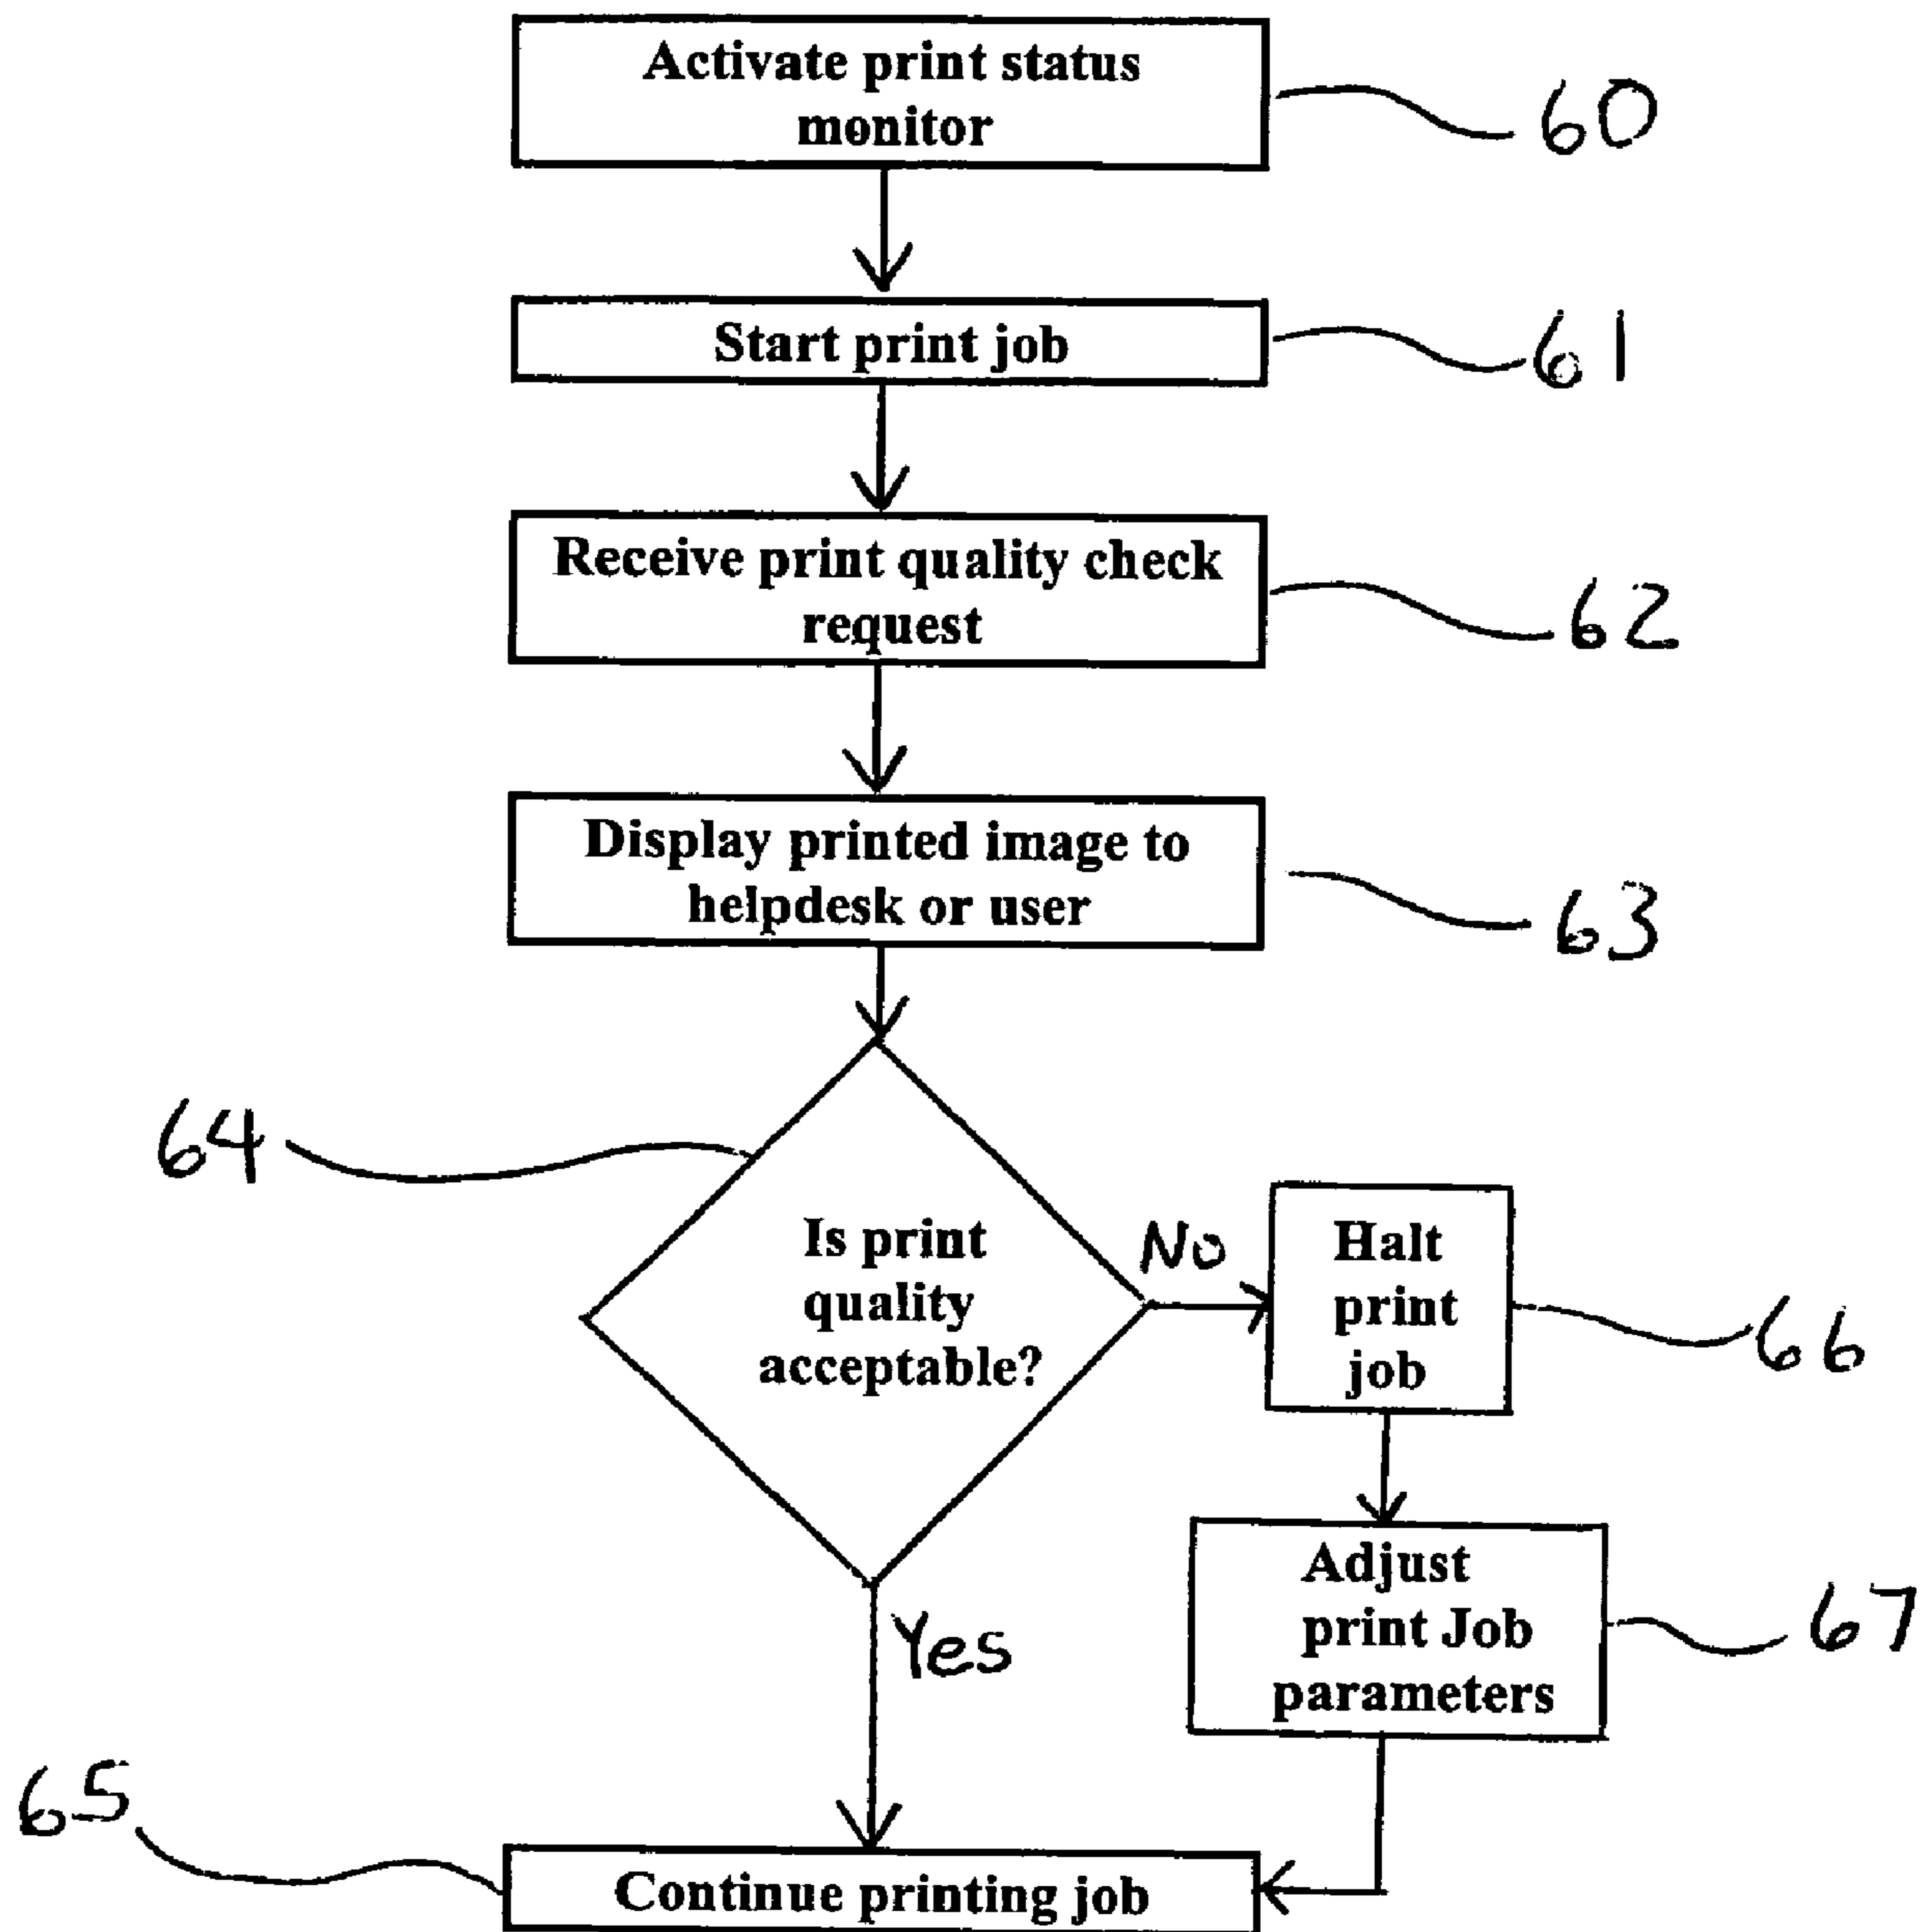 Activate print status
monitor
60
Start print job
61
Receive print quality check
request
62
Display printed image to
helpdesk or user
63
64
Is print
quality
acceptable?
No
Halt
print
job
66
Yes
Adjust
print Job
parameters
67
65
Continue printing job